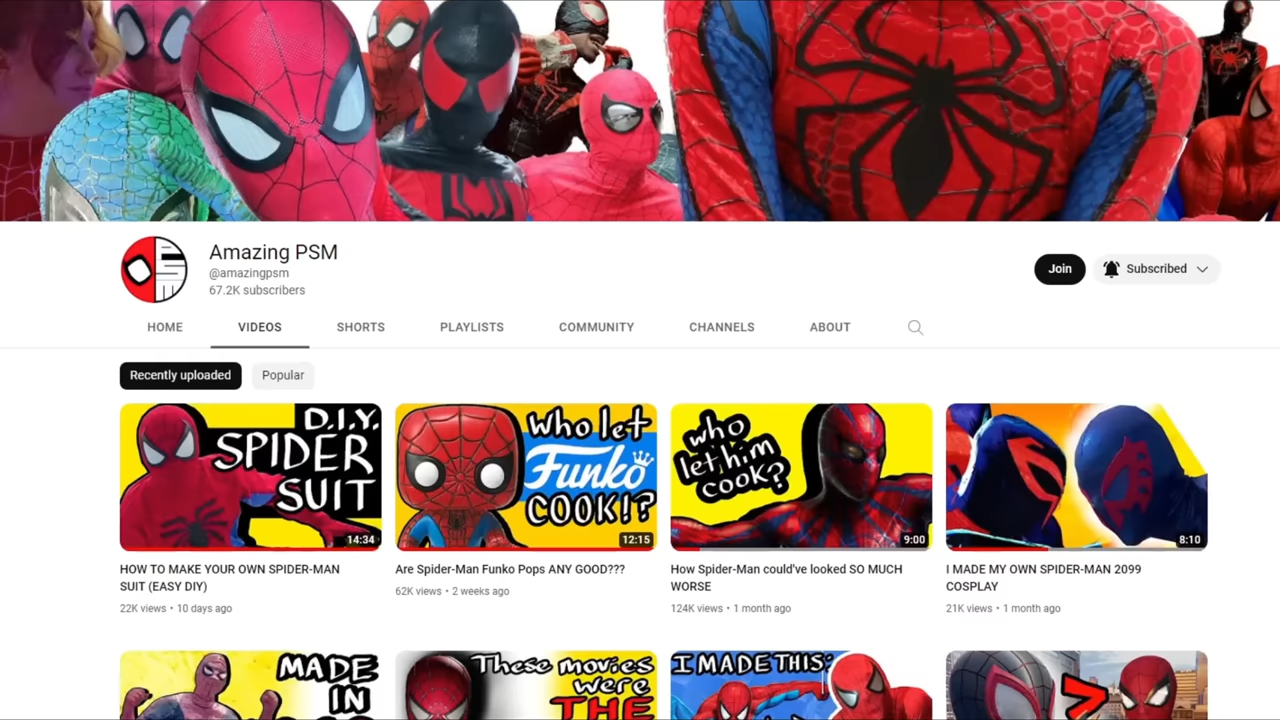 Amazing PSM
@amazingpsm
67.2K subscribers
Join
Subscribed
HOME VIDEOS SHORTS PLAYLISTS COMMUNITY CHANNELS ABOUT
Recently uploaded Popular
D.I.Y.
SPIDER
SUIT
14:34
HOW TO MAKE YOUR OWN SPIDER-MAN
SUIT (EASY DIY)
22K views • 10 days ago
who let
Funko
COOK!?
12:15
Are Spider-Man Funko Pops ANY GOOD???
62K views • 2 weeks ago
who
let him
cook?
9:00
How Spider-Man could've looked SO MUCH
WORSE
124K views • 1 month ago
8:10
I MADE MY OWN SPIDER-MAN 2099
COSPLAY
21K views • 1 month ago
MADE
IN
These movies
were
THE
I MADE THIS:
>